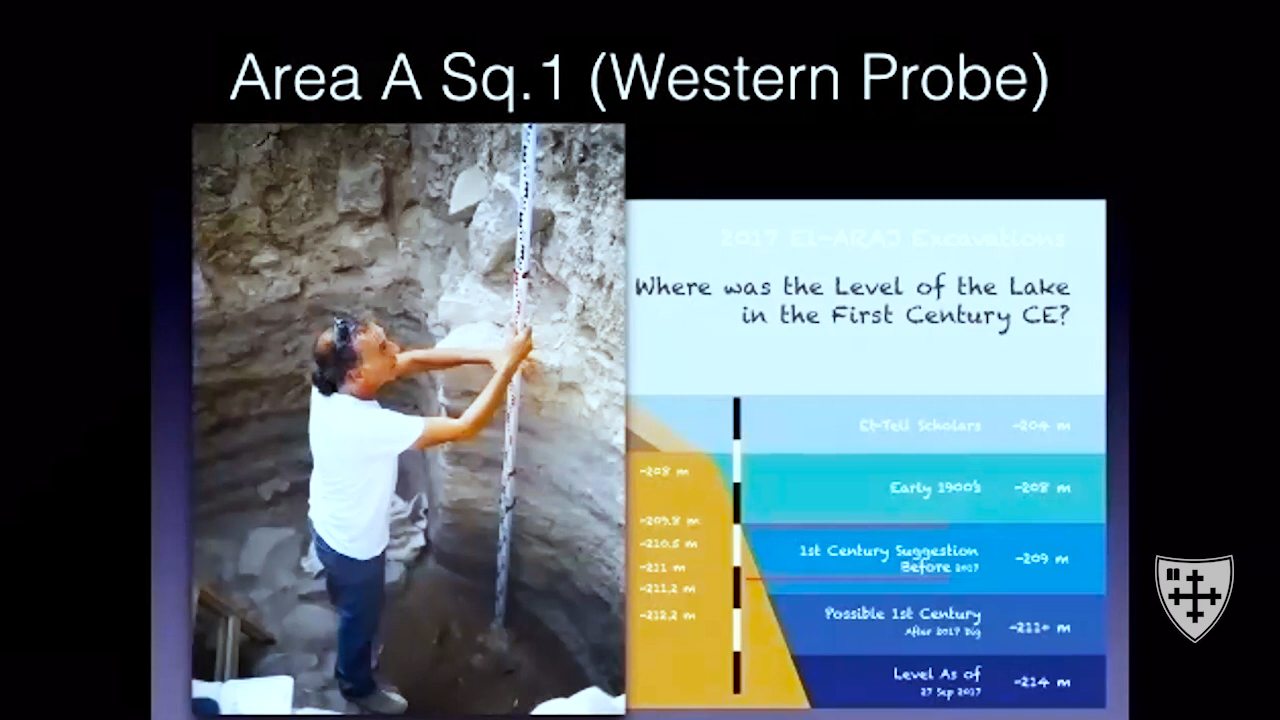 Area A Sq.1 (Western Probe)
2017 El-ARAJ Excavations
Where was the Level of the Lake
in the First Century CE?
El-Tell Scholars -204 m
-208 m
Early 1900's -208 m
-209.8 m
-210.5 m
1st Century Suggestion
Before 2017 -209 m
-211 m
-211.2 m
-212.2 m
Possible 1st Century
After 2017 Dig -211+ m
Level As of
27 Sep 2017 -214 m